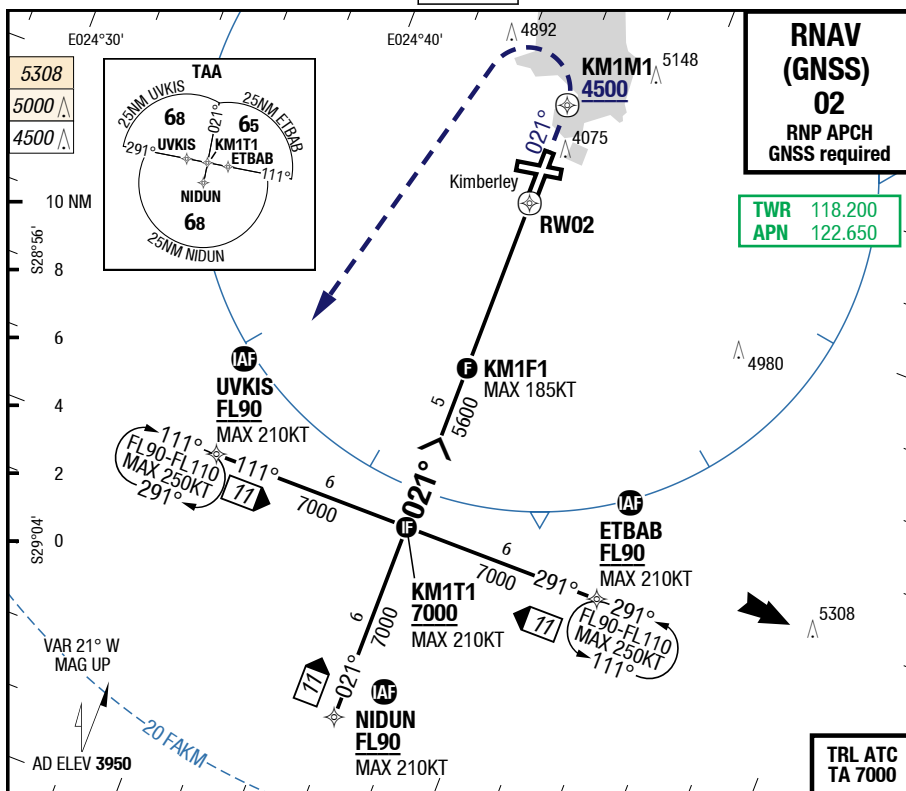 E024°30'
E024°40'
4892
RNAV
(GNSS)
02
RNP APCH
GNSS required
5308
5000
4500
TAA
25NM UVKIS
25NM ETBAB
68
65
021°
UVKIS
KM1T1
ETBAB
291°
111°
NIDUN
68
25NM NIDUN
KM1M1
4500
5148
021°
4075
Kimberley
RW02
TWR 118.200
APN 122.650
10 NM
S28°56'
8
6
4
2
0
S29°04'
4980
IAF
UVKIS
FL90
MAX 210KT
F
KM1F1
MAX 185KT
5
5600
111°
FL90-FL110
MAX 250KT
291°
111°
11
6
7000
021°
IF
KM1T1
7000
MAX 210KT
IAF
ETBAB
FL90
MAX 210KT
6
7000
291°
11
291°
FL90-FL110
MAX 250KT
111°
5308
6
7000
021°
11
IAF
NIDUN
FL90
MAX 210KT
VAR 21° W
MAG UP
20 FAKM
AD ELEV 3950
TRL ATC
TA 7000